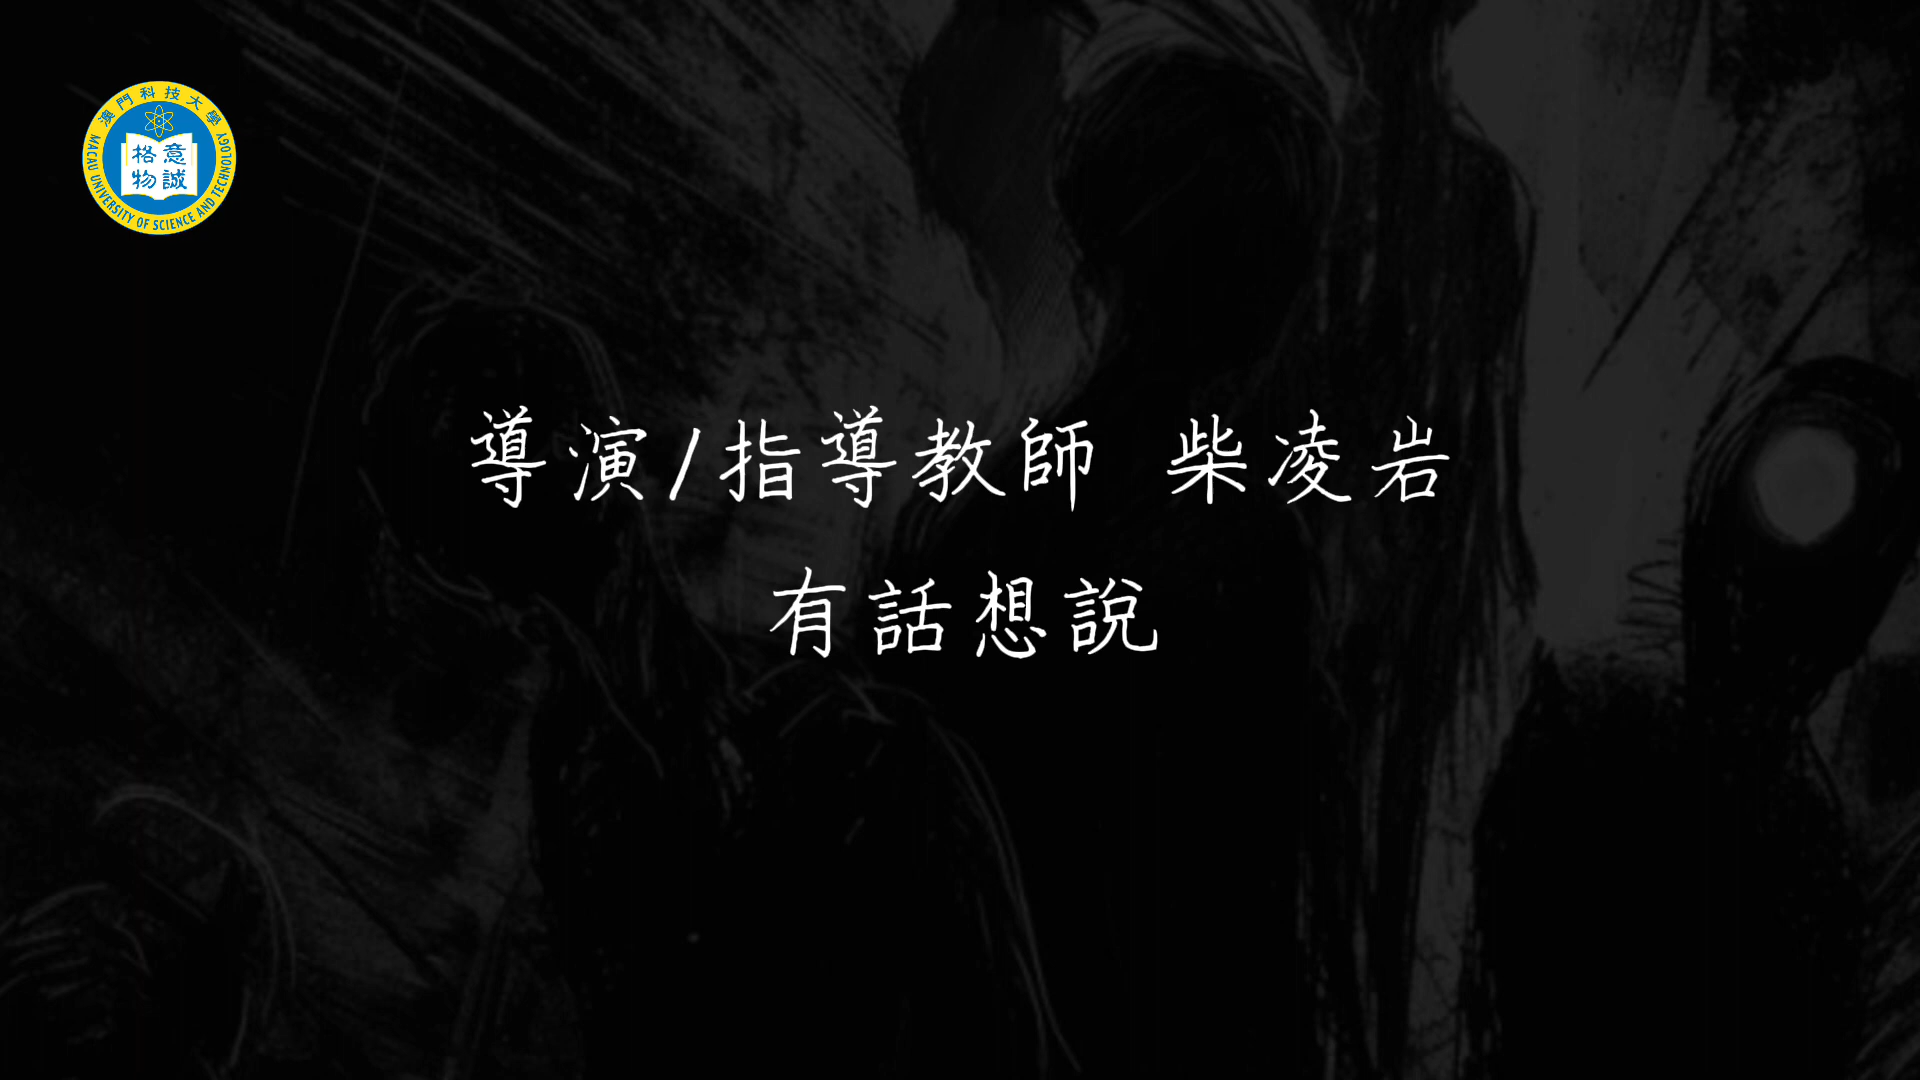 澳門科技大學
意誠
格物
MACAU UNIVERSITY OF SCIENCE AND TECHNOLOGY
導演/指導教師 柴凌岩
有話想說